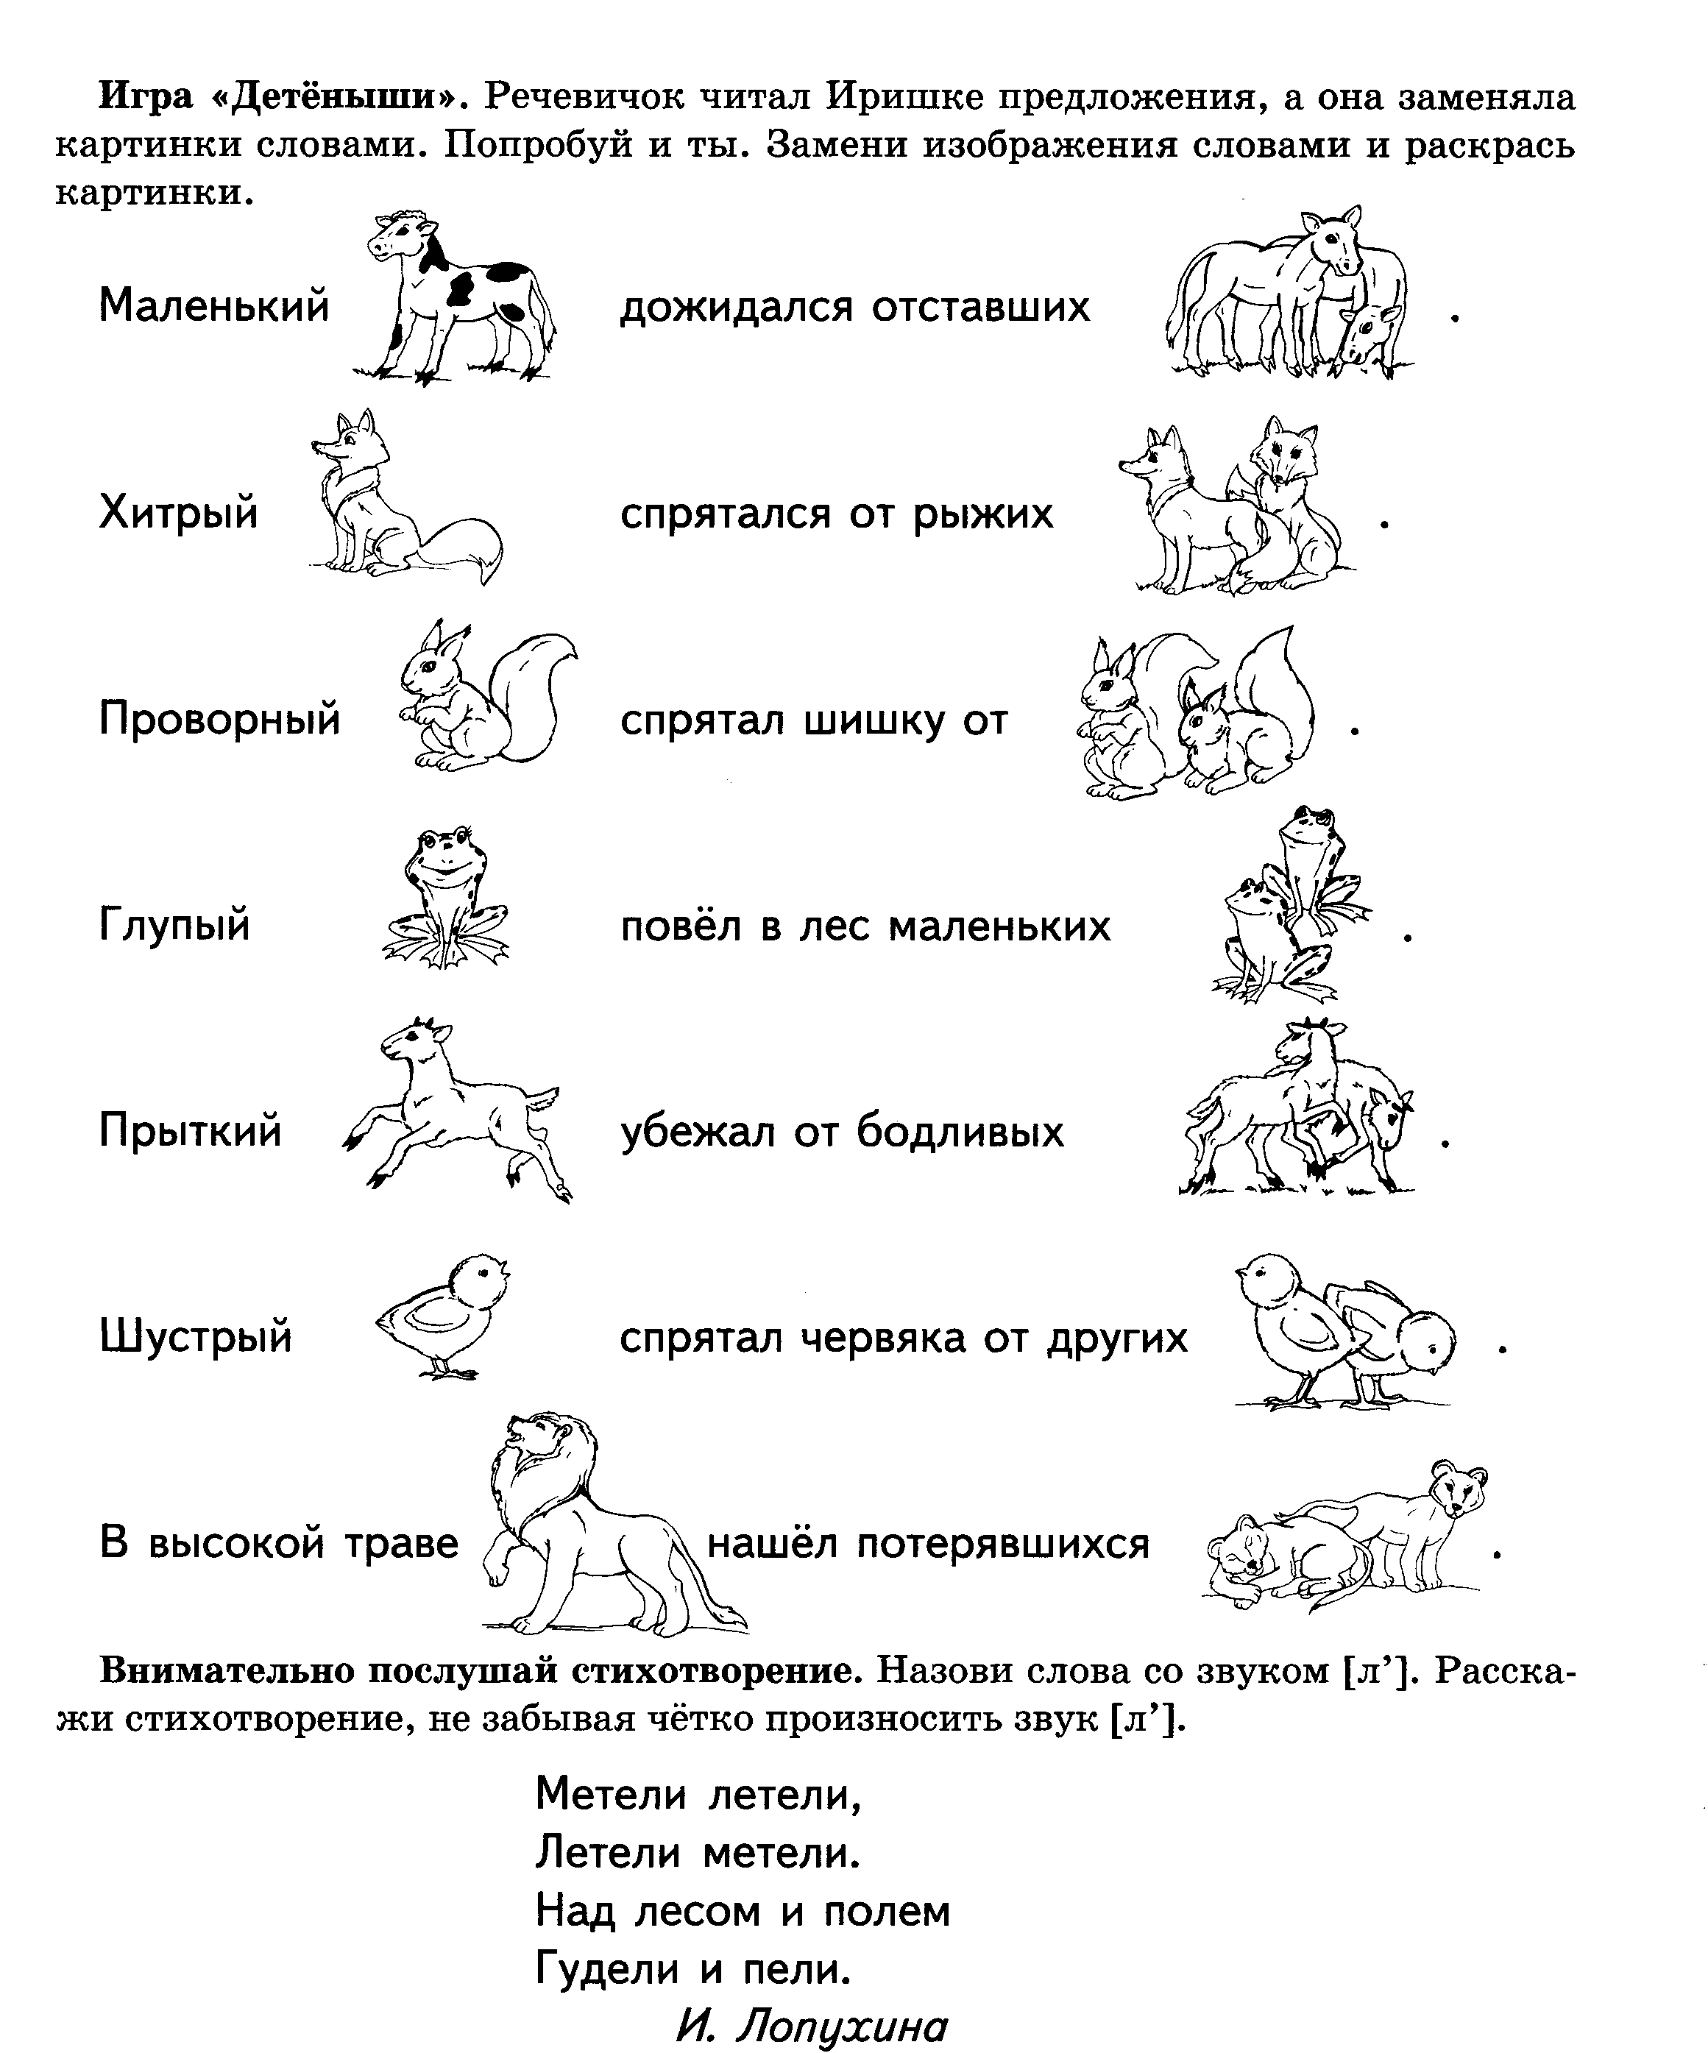 Игра «Детёныши». Речевичок читал Иришке предложения, а она заменяла
картинки словами. Попробуй и ты. Замени изображения словами и раскрась
картинки.
Маленький дожидался отставших .
Хитрый спрятался от рыжих .
Проворный спрятал шишку от .
Глупый повёл в лес маленьких .
Прыткий убежал от бодливых .
Шустрый спрятал червяка от других .
В высокой траве нашёл потерявшихся .
Внимательно послушай стихотворение. Назови слова со звуком [л’]. Расска-
жи стихотворение, не забывая чётко произносить звук [л’].
Метели летели,
Летели метели.
Над лесом и полем
Гудели и пели.
И. Лопухина